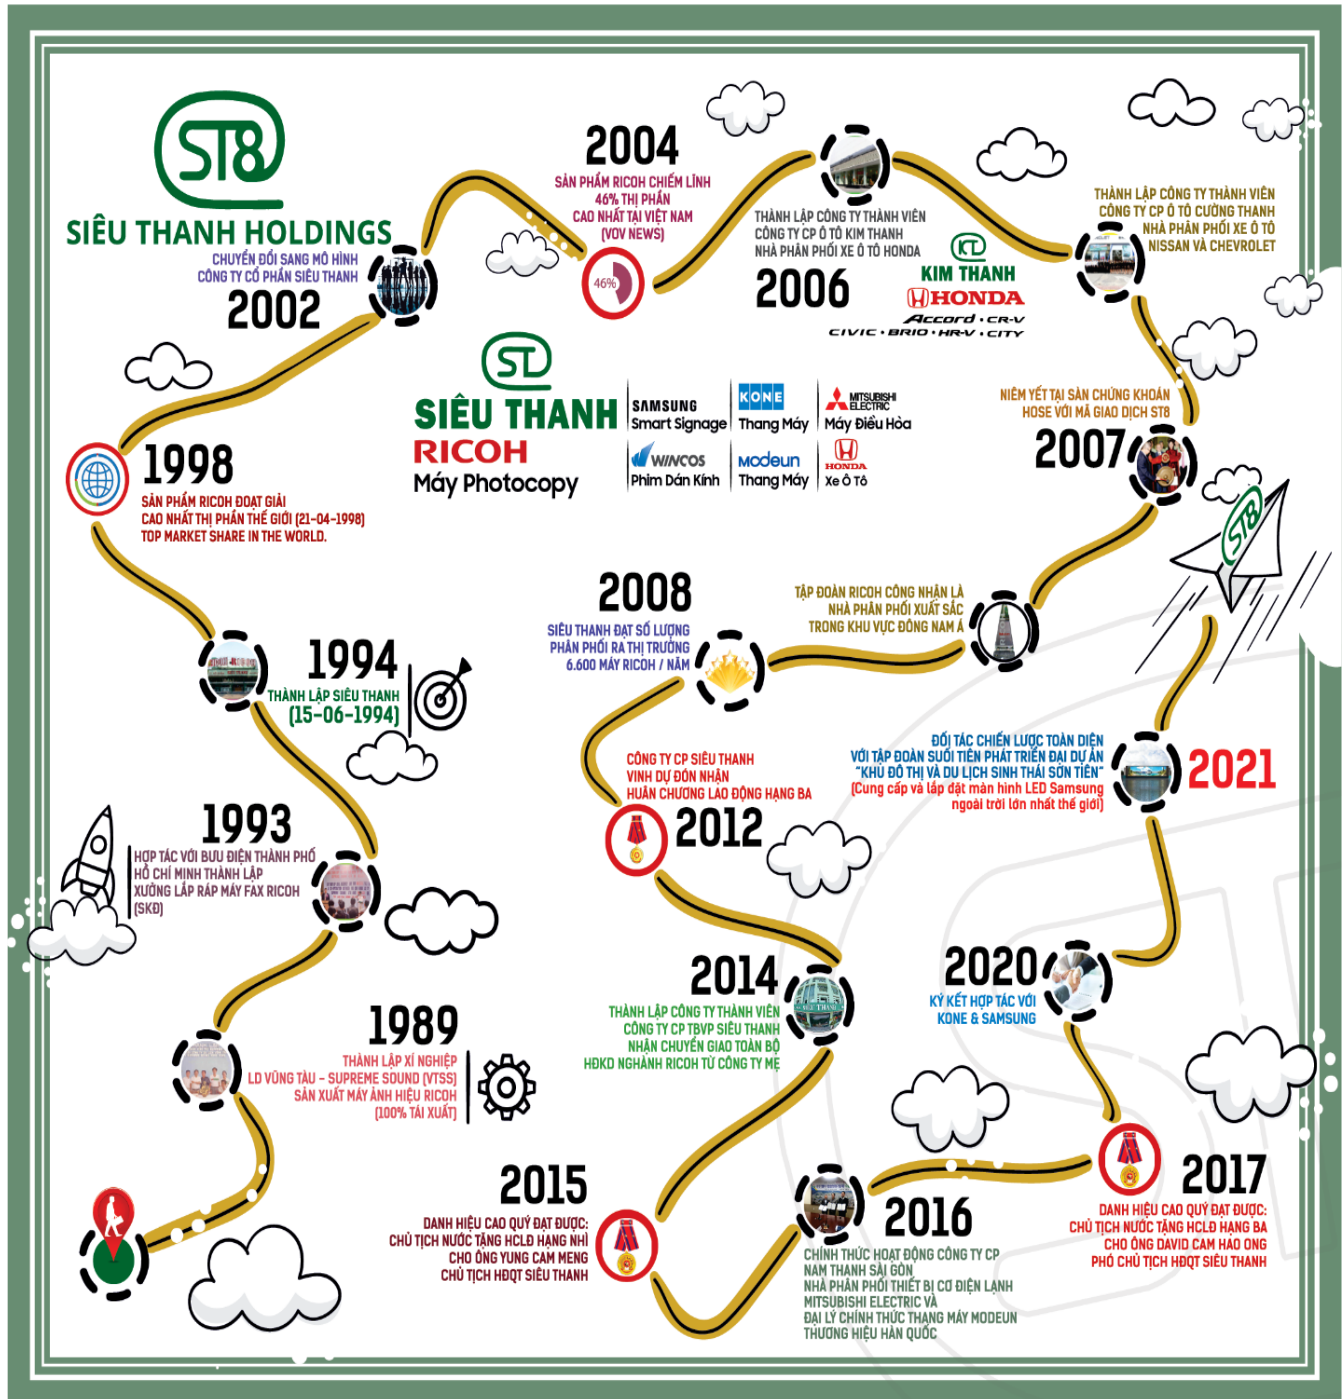 ST8
SIÊU THANH HOLDINGS
CHUYỂN ĐỔI SANG MÔ HÌNH
CÔNG TY CỔ PHẦN SIÊU THANH
2002
2004
SẢN PHẨM RICOH CHIẾM LĨNH
46% THỊ PHẦN
CAO NHẤT TẠI VIỆT NAM
(VOV NEWS)
46%
THÀNH LẬP CÔNG TY THÀNH VIÊN
CÔNG TY CP Ô TÔ KIM THANH
NHÀ PHÂN PHỐI XE Ô TÔ HONDA
2006
KT
KIM THANH
HONDA
Accord · CR-V
CIVIC · BRIO · HR-V · CITY
THÀNH LẬP CÔNG TY THÀNH VIÊN
CÔNG TY CP Ô TÔ CƯỜNG THANH
NHÀ PHÂN PHỐI XE Ô TÔ
NISSAN VÀ CHEVROLET
ST
SIÊU THANH
RICOH
Máy Photocopy
SAMSUNG
Smart Signage
KONE
Thang Máy
MITSUBISHI
ELECTRIC
Máy Điều Hòa
WINCOS
Phim Dán Kính
Modeun
Thang Máy
HONDA
Xe Ô Tô
NIÊM YẾT TẠI SÀN CHỨNG KHOÁN
HOSE VỚI MÃ GIAO DỊCH ST8
2007
1998
SẢN PHẨM RICOH ĐOẠT GIẢI
CAO NHẤT THỊ PHẦN THẾ GIỚI (21-04-1998)
TOP MARKET SHARE IN THE WORLD.
ST8
2008
SIÊU THANH ĐẠT SỐ LƯỢNG
PHÂN PHỐI RA THỊ TRƯỜNG
6.600 MÁY RICOH / NĂM
TẬP ĐOÀN RICOH CÔNG NHẬN LÀ
NHÀ PHÂN PHỐI XUẤT SẮC
TRONG KHU VỰC ĐÔNG NAM Á
1994
THÀNH LẬP SIÊU THANH
(15-06-1994)
CÔNG TY CP SIÊU THANH
VINH DỰ ĐÓN NHẬN
HUÂN CHƯƠNG LAO ĐỘNG HẠNG BA
2012
ĐỐI TÁC CHIẾN LƯỢC TOÀN DIỆN
VỚI TẬP ĐOÀN SUỐI TIÊN PHÁT TRIỂN ĐẠI DỰ ÁN
"KHU ĐÔ THỊ VÀ DU LỊCH SINH THÁI SƠN TIÊN"
(Cung cấp và lắp đặt màn hình LED Samsung
ngoài trời lớn nhất thế giới)
2021
1993
HỢP TÁC VỚI BƯU ĐIỆN THÀNH PHỐ
HỒ CHÍ MINH THÀNH LẬP
XƯỞNG LẮP RÁP MÁY FAX RICOH
(SKD)
2014
THÀNH LẬP CÔNG TY THÀNH VIÊN
CÔNG TY CP TBVP SIÊU THANH
NHẬN CHUYỂN GIAO TOÀN BỘ
HĐKD NGHÀNH RICOH TỪ CÔNG TY MẸ
2020
KÝ KẾT HỢP TÁC VỚI
KONE & SAMSUNG
1989
THÀNH LẬP XÍ NGHIỆP
LD VŨNG TÀU - SUPREME SOUND (VTSS)
SẢN XUẤT MÁY ẢNH HIỆU RICOH
(100% TÁI XUẤT)
2015
DANH HIỆU CAO QUÝ ĐẠT ĐƯỢC:
CHỦ TỊCH NƯỚC TẶNG HCLĐ HẠNG NHÌ
CHO ÔNG YUNG CAM MENG
CHỦ TỊCH HĐQT SIÊU THANH
2016
CHÍNH THỨC HOẠT ĐỘNG CÔNG TY CP
NAM THANH SÀI GÒN
NHÀ PHÂN PHỐI THIẾT BỊ CƠ ĐIỆN LẠNH
MITSUBISHI ELECTRIC VÀ
ĐẠI LÝ CHÍNH THỨC THANG MÁY MODEUN
THƯƠNG HIỆU HÀN QUỐC
2017
DANH HIỆU CAO QUÝ ĐẠT ĐƯỢC:
CHỦ TỊCH NƯỚC TẶNG HCLĐ HẠNG BA
CHO ÔNG DAVID CAM HAO ONG
PHÓ CHỦ TỊCH HĐQT SIÊU THANH